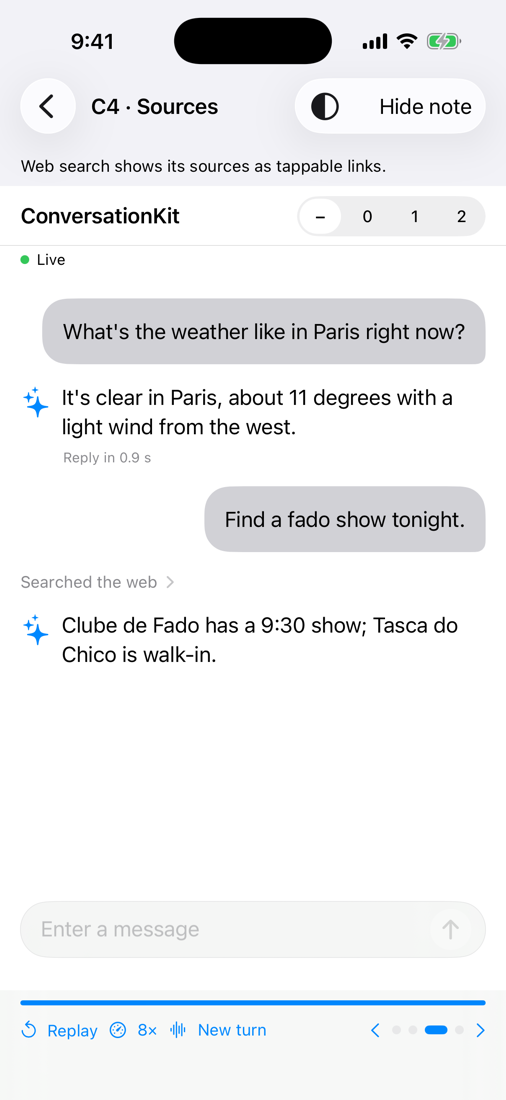 9:41
C4 · Sources
Hide note
Web search shows its sources as tappable links.
ConversationKit
– 0 1 2
Live
What's the weather like in Paris right now?
It's clear in Paris, about 11 degrees with a
light wind from the west.
Reply in 0.9 s
Find a fado show tonight.
Searched the web
Clube de Fado has a 9:30 show; Tasca do
Chico is walk-in.
Enter a message
Replay 8× New turn